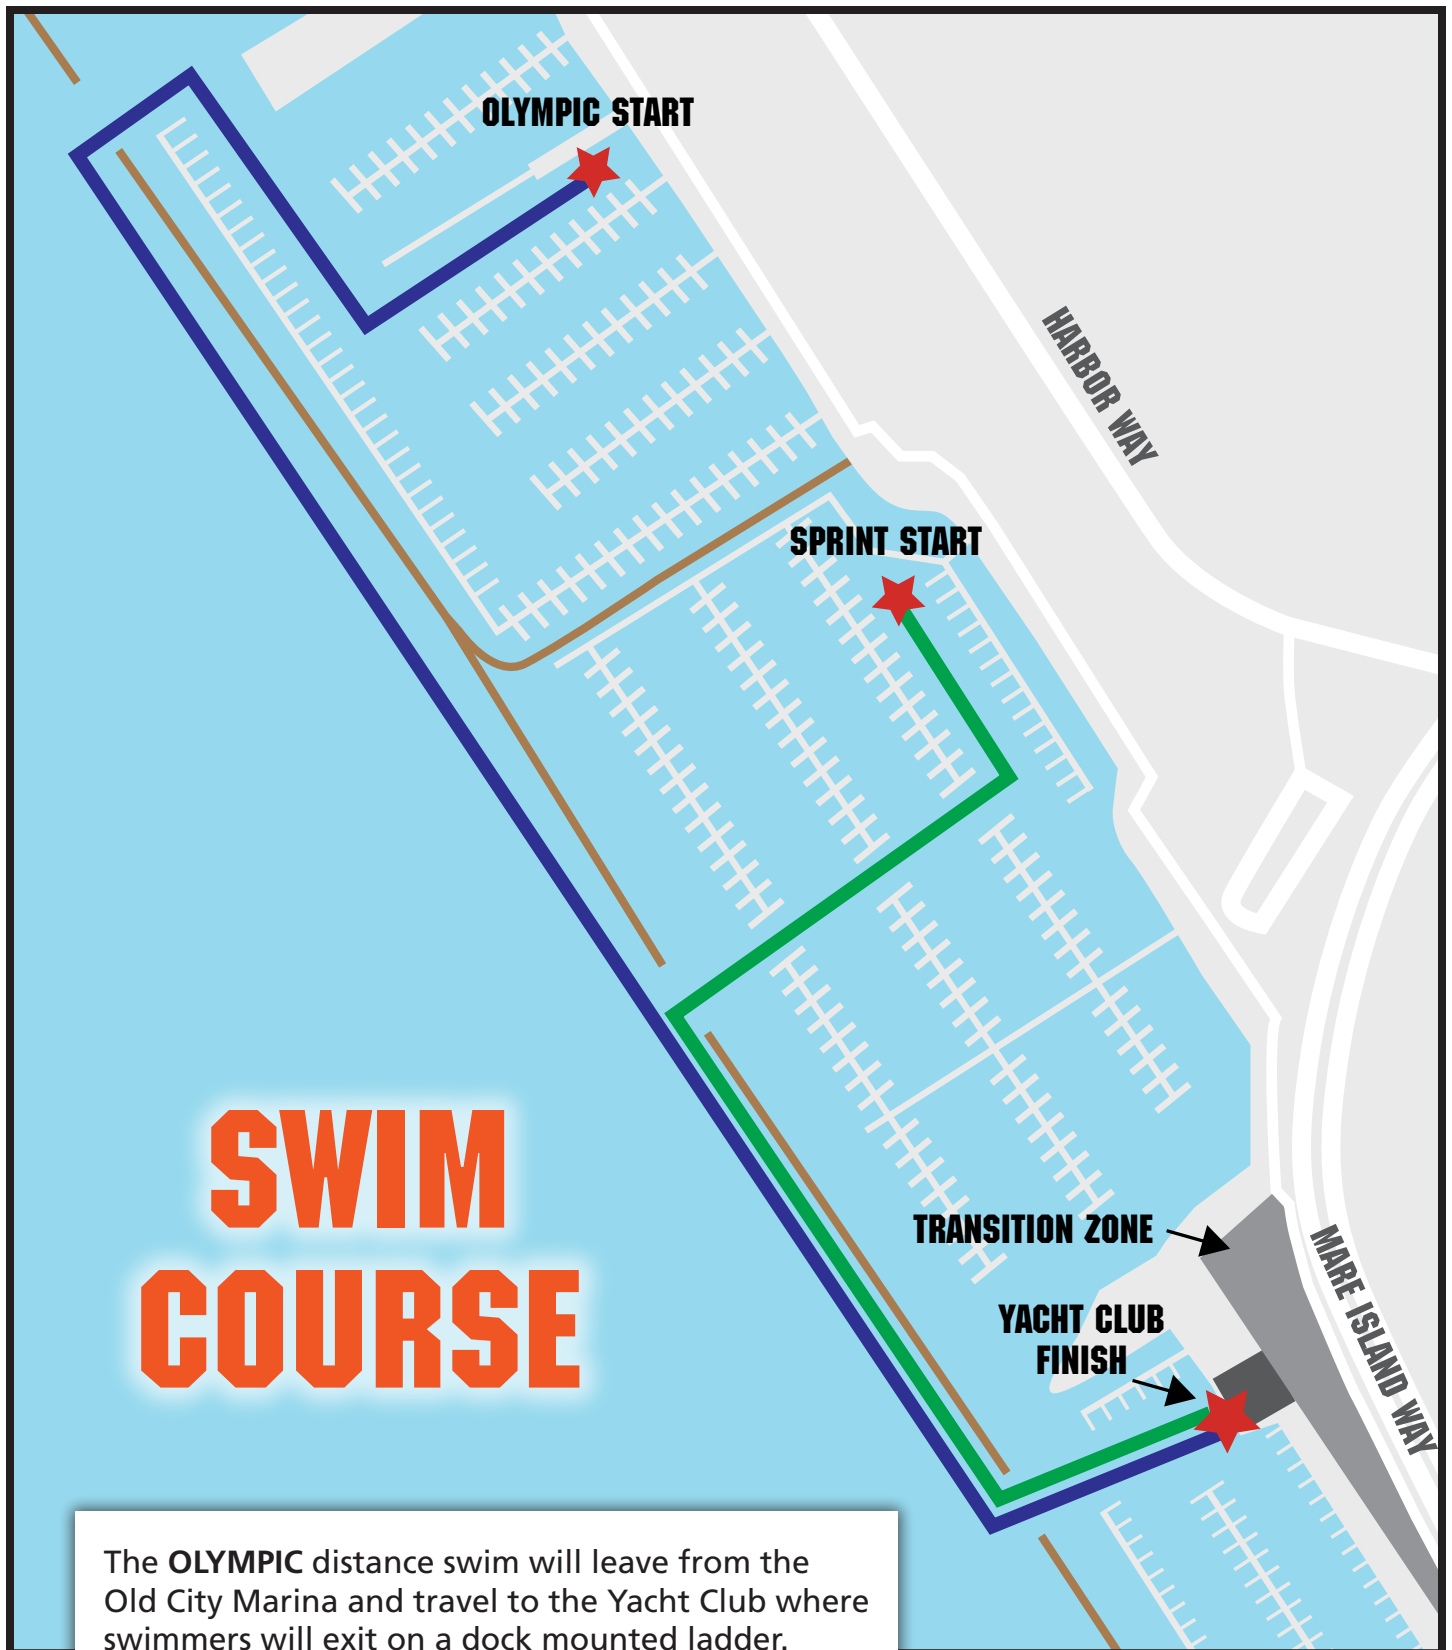 OLYMPIC START
HARBOR WAY
SPRINT START
SWIM
COURSE
TRANSITION ZONE
YACHT CLUB
FINISH
MARE ISLAND WAY
The OLYMPIC distance swim will leave from the
Old City Marina and travel to the Yacht Club where
swimmers will exit on a dock mounted ladder.